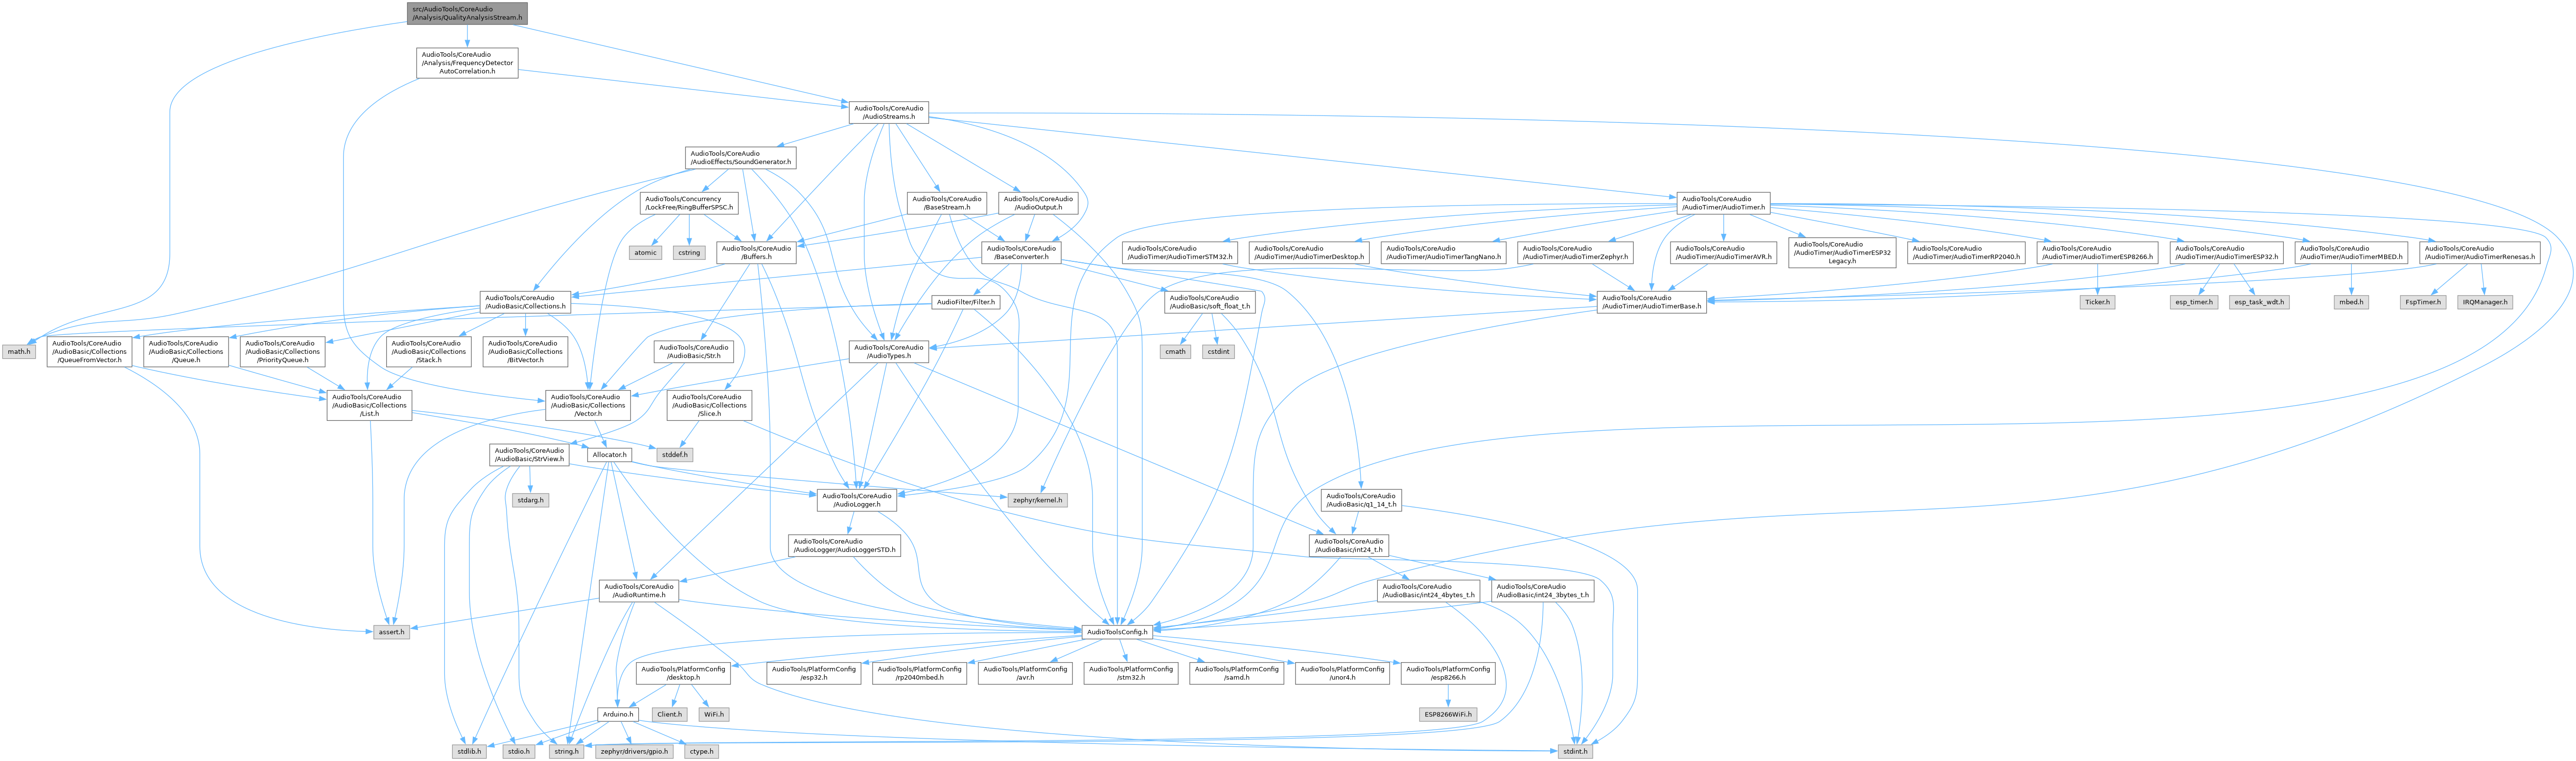 src/AudioTools/CoreAudio
/Analysis/QualityAnalysisStream.h
AudioTools/CoreAudio
/Analysis/FrequencyDetector
AutoCorrelation.h
AudioTools/CoreAudio
/AudioStreams.h
AudioTools/CoreAudio
/AudioEffects/SoundGenerator.h
AudioTools/Concurrency
/LockFree/RingBufferSPSC.h
AudioTools/CoreAudio
/BaseStream.h
AudioTools/CoreAudio
/AudioOutput.h
AudioTools/CoreAudio
/AudioTimer/AudioTimer.h
atomic
cstring
AudioTools/CoreAudio
/Buffers.h
AudioTools/CoreAudio
/BaseConverter.h
AudioTools/CoreAudio
/AudioTimer/AudioTimerSTM32.h
AudioTools/CoreAudio
/AudioTimer/AudioTimerDesktop.h
AudioTools/CoreAudio
/AudioTimer/AudioTimerTangNano.h
AudioTools/CoreAudio
/AudioTimer/AudioTimerZephyr.h
AudioTools/CoreAudio
/AudioTimer/AudioTimerAVR.h
AudioTools/CoreAudio
/AudioTimer/AudioTimerESP32
Legacy.h
AudioTools/CoreAudio
/AudioTimer/AudioTimerRP2040.h
AudioTools/CoreAudio
/AudioTimer/AudioTimerESP8266.h
AudioTools/CoreAudio
/AudioTimer/AudioTimerESP32.h
AudioTools/CoreAudio
/AudioTimer/AudioTimerMBED.h
AudioTools/CoreAudio
/AudioTimer/AudioTimerRenesas.h
AudioTools/CoreAudio
/AudioBasic/Collections.h
AudioFilter/Filter.h
AudioTools/CoreAudio
/AudioBasic/soft_float_t.h
AudioTools/CoreAudio
/AudioTimer/AudioTimerBase.h
Ticker.h
esp_timer.h
esp_task_wdt.h
mbed.h
FspTimer.h
IRQManager.h
math.h
AudioTools/CoreAudio
/AudioBasic/Collections
/QueueFromVector.h
AudioTools/CoreAudio
/AudioBasic/Collections
/Queue.h
AudioTools/CoreAudio
/AudioBasic/Collections
/PriorityQueue.h
AudioTools/CoreAudio
/AudioBasic/Collections
/Stack.h
AudioTools/CoreAudio
/AudioBasic/Collections
/BitVector.h
AudioTools/CoreAudio
/AudioBasic/Str.h
AudioTools/CoreAudio
/AudioTypes.h
cmath
cstdint
AudioTools/CoreAudio
/AudioBasic/Collections
/List.h
AudioTools/CoreAudio
/AudioBasic/Collections
/Vector.h
AudioTools/CoreAudio
/AudioBasic/Collections
/Slice.h
AudioTools/CoreAudio
/AudioBasic/StrView.h
Allocator.h
stddef.h
stdarg.h
AudioTools/CoreAudio
/AudioLogger.h
zephyr/kernel.h
AudioTools/CoreAudio
/AudioBasic/q1_14_t.h
AudioTools/CoreAudio
/AudioLogger/AudioLoggerSTD.h
AudioTools/CoreAudio
/AudioBasic/int24_t.h
AudioTools/CoreAudio
/AudioRuntime.h
AudioTools/CoreAudio
/AudioBasic/int24_4bytes_t.h
AudioTools/CoreAudio
/AudioBasic/int24_3bytes_t.h
assert.h
AudioToolsConfig.h
AudioTools/PlatformConfig
/desktop.h
AudioTools/PlatformConfig
/esp32.h
AudioTools/PlatformConfig
/rp2040mbed.h
AudioTools/PlatformConfig
/avr.h
AudioTools/PlatformConfig
/stm32.h
AudioTools/PlatformConfig
/samd.h
AudioTools/PlatformConfig
/unor4.h
AudioTools/PlatformConfig
/esp8266.h
Arduino.h
Client.h
WiFi.h
ESP8266WiFi.h
stdlib.h
stdio.h
string.h
zephyr/drivers/gpio.h
ctype.h
stdint.h